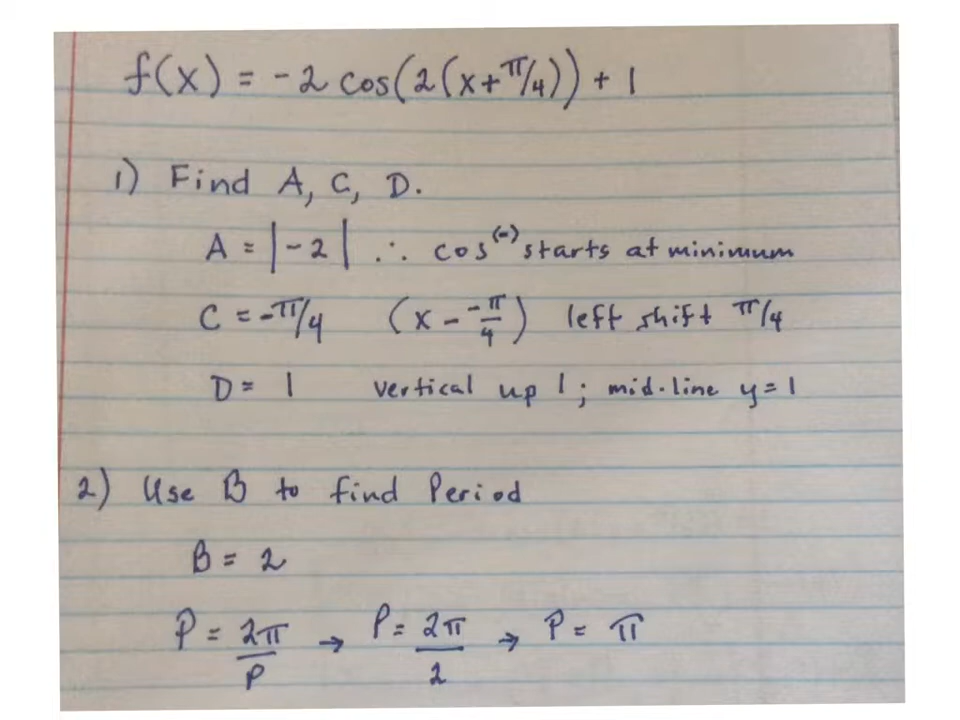 f(x) = -2 cos(2(x+π/4)) + 1
1) Find A, C, D.
A = |-2| ∴ cos⁽⁻⁾ starts at minimum
C = -π/4 (x - -π/4) left shift π/4
D = 1 vertical up 1; mid-line y = 1
2) Use B to find Period
B = 2
P = 2π/P → P = 2π/2 → P = π